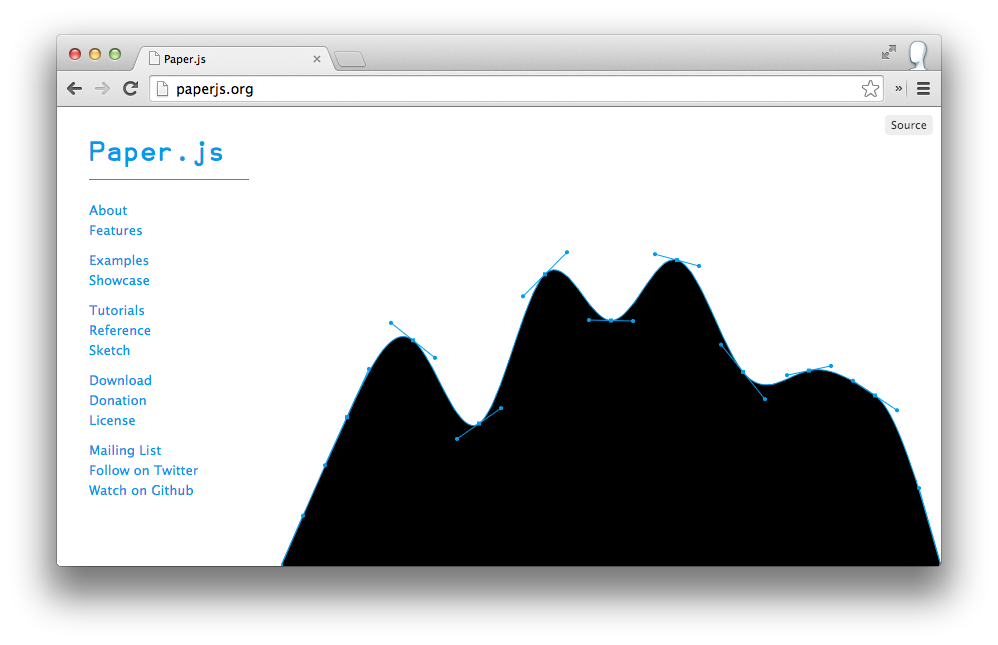 Paper.js
paperjs.org
Source
Paper.js
About
Features
Examples
Showcase
Tutorials
Reference
Sketch
Download
Donation
License
Mailing List
Follow on Twitter
Watch on Github